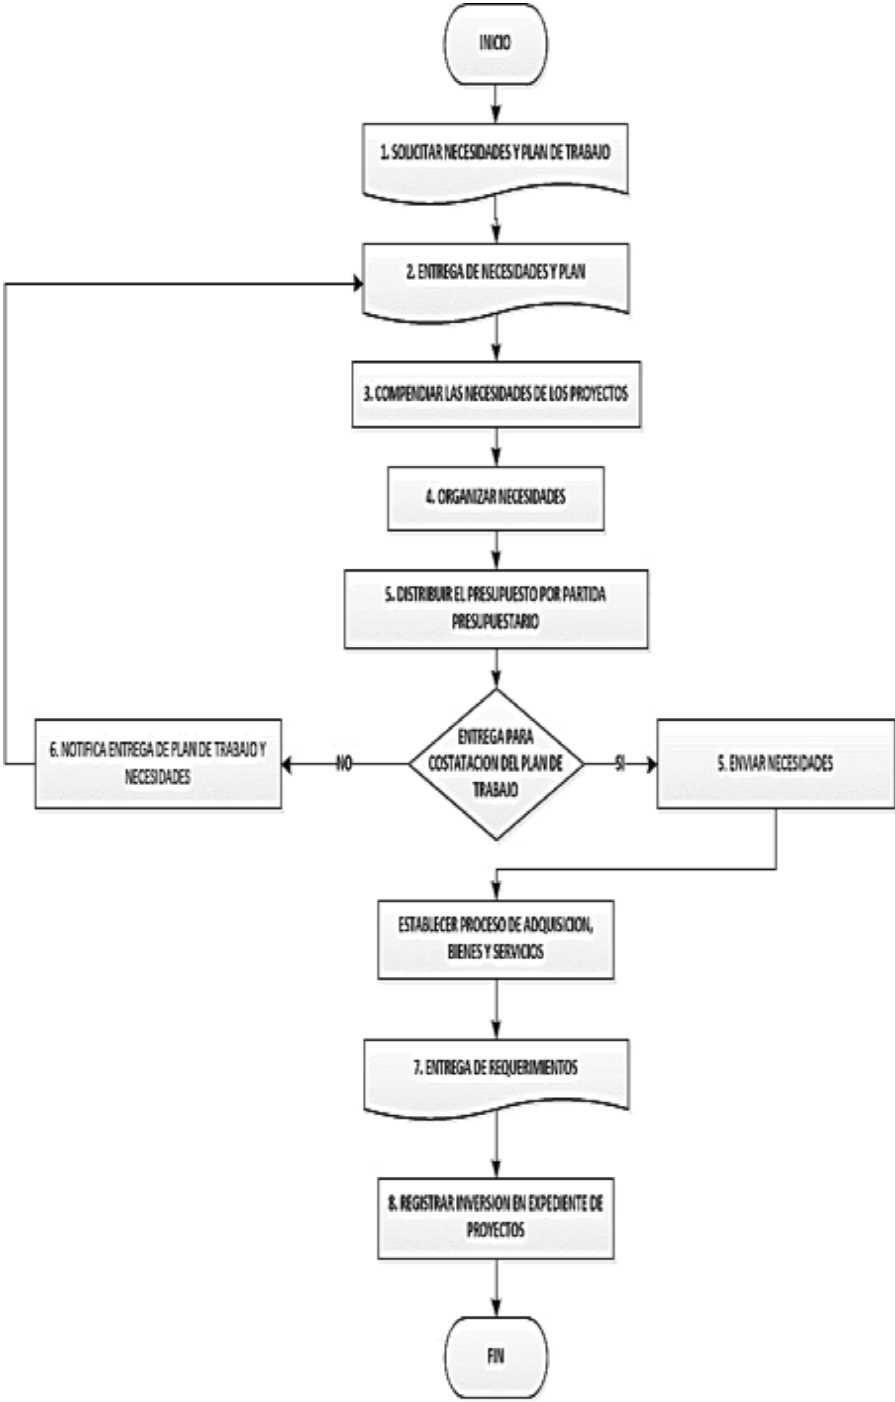 INICIO
1. SOLICITAR NECESIDADES Y PLAN DE TRABAJO
2. ENTREGA DE NECESIDADES Y PLAN
3. COMPENDIAR LAS NECESIDADES DE LOS PROYECTOS
4. ORGANIZAR NECESIDADES
5. DISTRIBUIR EL PRESUPUESTO POR PARTIDA
PRESUPUESTARIO
6. NOTIFICA ENTREGA DE PLAN DE TRABAJO Y
NECESIDADES
NO
ENTREGA PARA
COSTATACION DEL PLAN DE
TRABAJO
SI
5. ENVIAR NECESIDADES
ESTABLECER PROCESO DE ADQUISICION,
BIENES Y SERVICIOS
7. ENTREGA DE REQUERIMIENTOS
8. REGISTRAR INVERSION EN EXPEDIENTE DE
PROYECTOS
FIN